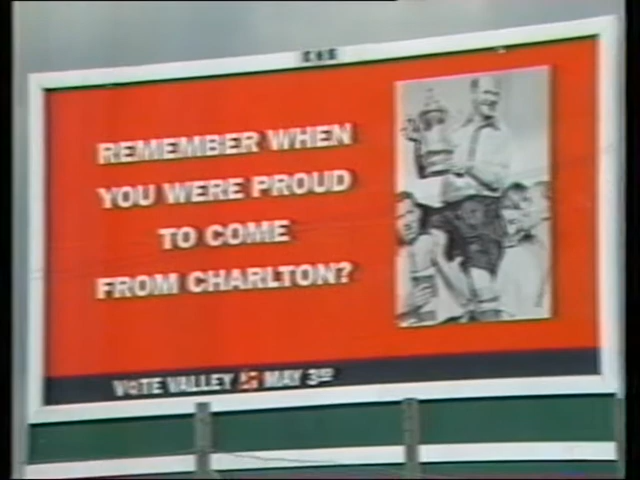 REMEMBER WHEN
YOU WERE PROUD
TO COME
FROM CHARLTON?
VOTE VALLEY MAY 3RD